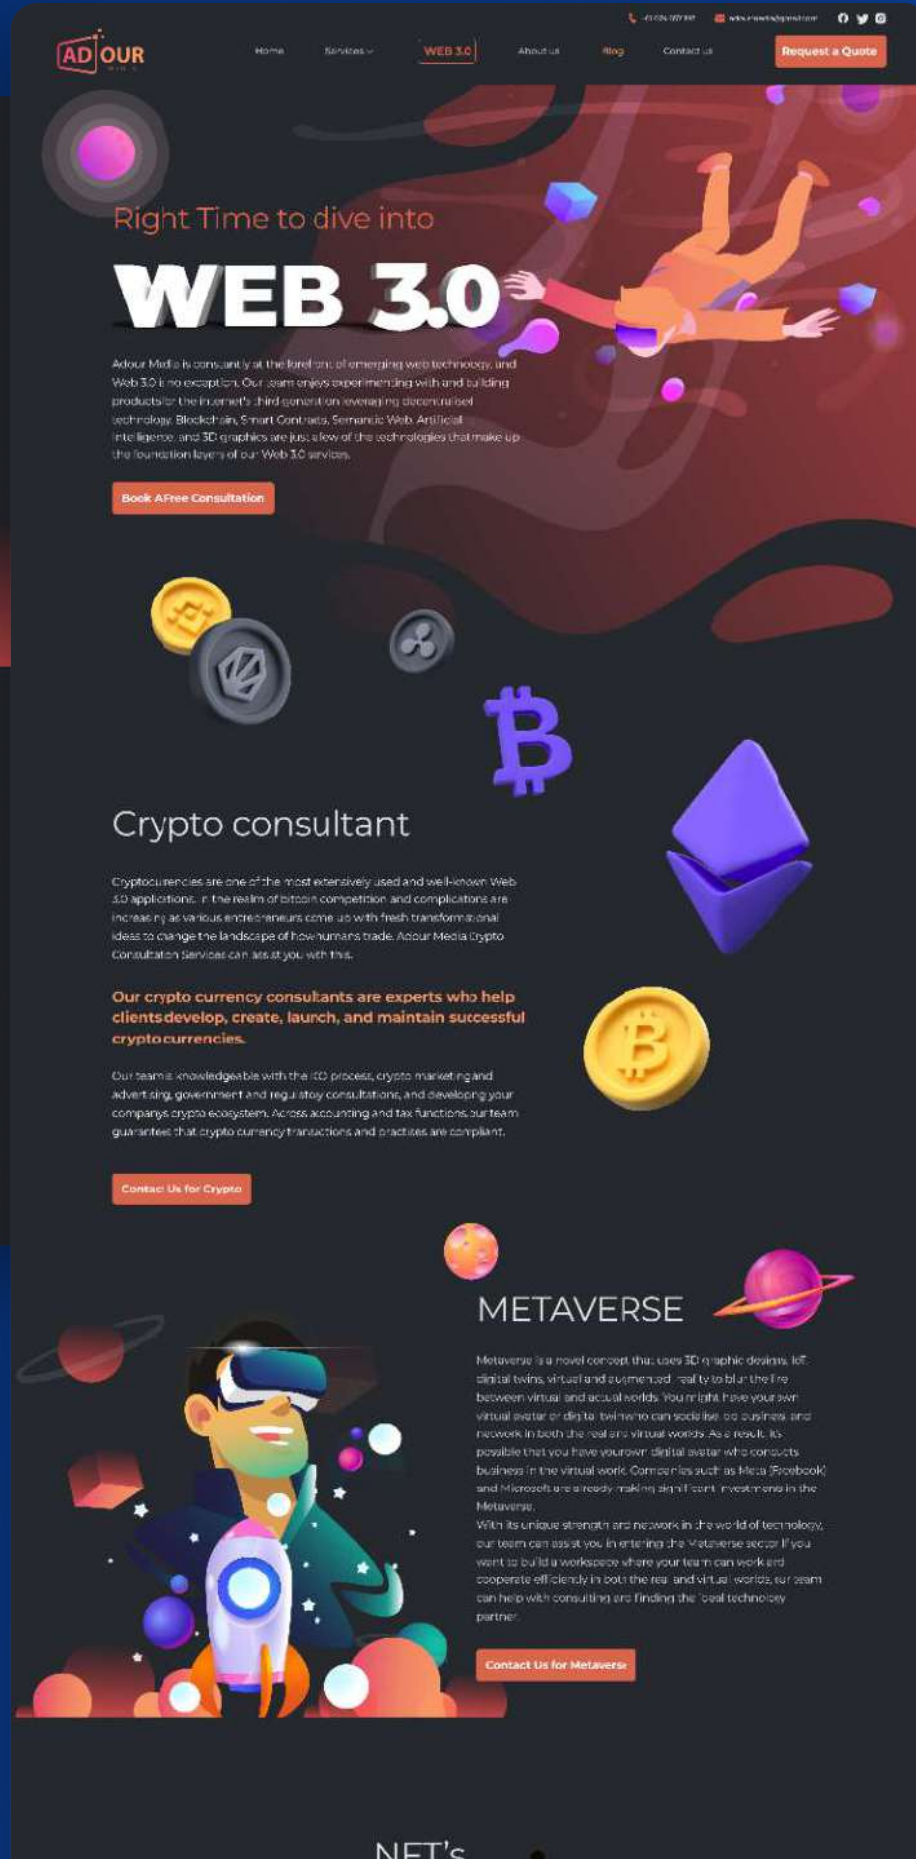 AD OUR
Home
Services
WEB 3.0
About us
Blog
Contact us
Request a Quote
Right Time to dive into
WEB 3.0
Adour Media is constantly at the forefront of emerging web technology, and
Web 3.0 is no exception. Our team enjoys experimenting with and building
products for the internet's third generation leveraging decentralised
technology. Blockchain, Smart Contracts, Semantic Web, Artificial
Intelligence, and 3D graphics are just a few of the technologies that make up
the foundation layers of our Web 3.0 services.
Book AFree Consultation
Crypto consultant
Cryptocurrencies are one of the most extensively used and well-known Web
3.0 applications. In the realm of bitcoin competition and complications are
increasing as various entrepreneurs come up with fresh transformational
ideas to change the landscape of how humans trade. Adour Media Crypto
Consultation Services can assist you with this.
Our crypto currency consultants are experts who help
clients develop, create, launch, and maintain successful
crypto currencies.
Our team is knowledgeable with the ICO process, crypto marketing and
advertising, government and regulatory consultations, and developing your
companys crypto ecosystem. Across accounting and tax functions, our team
guarantees that crypto currency transactions and practises are compliant.
Contact Us for Crypto
METAVERSE
Metaverse is a novel concept that uses 3D graphic designs, IoT,
digital twins, virtual and augmented reality to blur the line
between virtual and actual worlds. You might have your own
virtual avatar or digital twin who can socialise, do business, and
network in both the real and virtual worlds. As a result, it's
possible that you have your own digital avatar who conducts
business in the virtual work. Companies such as Meta (Facebook)
and Microsoft are already making significant investments in the
Metaverse.
With its unique strength and network in the world of technology,
our team can assist you in entering the Metaverse sector. If you
want to build a workspace where your team can work and
cooperate efficiently in both the real and virtual worlds, our team
can help with consulting and finding the ideal technology
partner.
Contact Us for Metaverse
NFT's